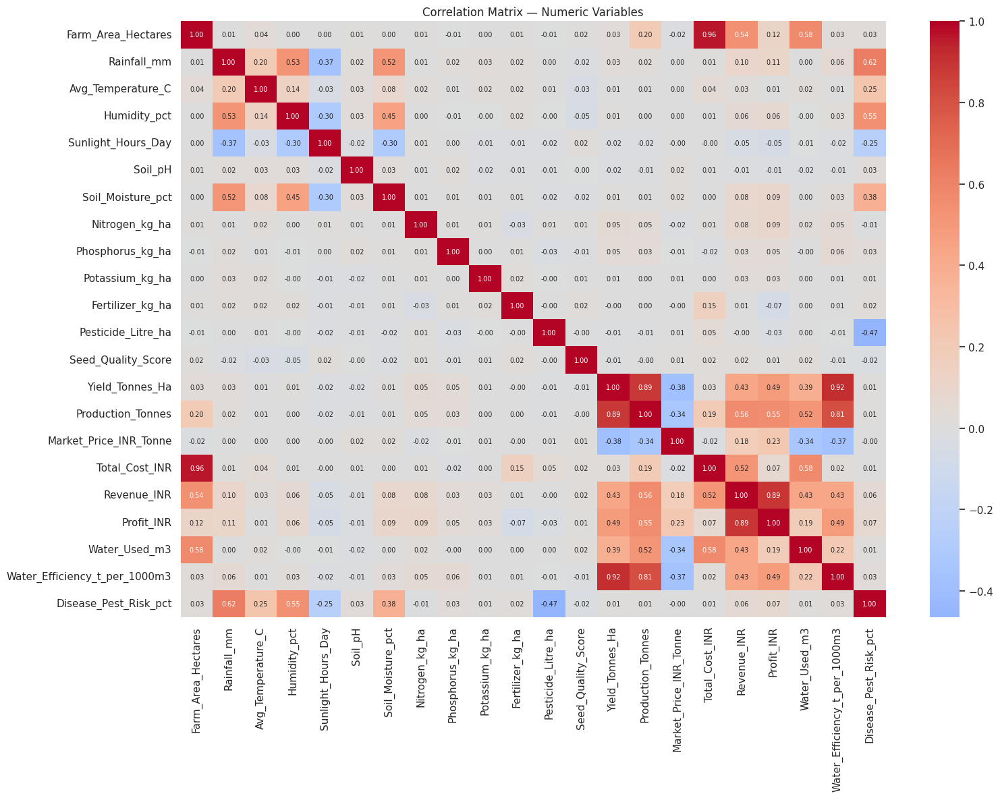 Correlation Matrix — Numeric Variables
Farm_Area_Hectares 1.00 0.01 0.04 0.00 0.00 0.01 0.00 0.01 -0.01 0.00 0.01 -0.01 0.02 0.03 0.20 -0.02 0.96 0.54 0.12 0.58 0.03 0.03
Rainfall_mm 0.01 1.00 0.20 0.53 -0.37 0.02 0.52 0.01 0.02 0.03 0.02 0.00 -0.02 0.03 0.02 0.00 0.01 0.10 0.11 0.00 0.06 0.62
Avg_Temperature_C 0.04 0.20 1.00 0.14 -0.03 0.03 0.08 0.02 0.01 0.02 0.02 0.01 -0.03 0.01 0.01 0.00 0.04 0.03 0.01 0.02 0.01 0.25
Humidity_pct 0.00 0.53 0.14 1.00 -0.30 0.03 0.45 0.00 -0.01 -0.00 0.02 -0.00 -0.05 0.01 0.00 0.00 0.01 0.06 0.06 -0.00 0.03 0.55
Sunlight_Hours_Day 0.00 -0.37 -0.03 -0.30 1.00 -0.02 -0.30 0.01 0.00 -0.01 -0.01 -0.02 0.02 -0.02 -0.02 -0.00 -0.00 -0.05 -0.05 -0.01 -0.02 -0.25
Soil_pH 0.01 0.02 0.03 0.03 -0.02 1.00 0.03 0.01 0.02 -0.02 -0.01 -0.01 -0.00 -0.02 -0.01 0.02 0.01 -0.01 -0.01 -0.02 -0.01 0.03
Soil_Moisture_pct 0.00 0.52 0.08 0.45 -0.30 0.03 1.00 0.01 0.01 0.01 0.01 -0.02 -0.02 0.01 0.01 0.02 0.00 0.08 0.09 0.00 0.03 0.38
Nitrogen_kg_ha 0.01 0.01 0.02 0.00 0.01 0.01 0.01 1.00 0.01 0.01 -0.03 0.01 0.01 0.05 0.05 -0.02 0.01 0.08 0.09 0.02 0.05 -0.01
Phosphorus_kg_ha -0.01 0.02 0.01 -0.01 0.00 0.02 0.01 0.01 1.00 0.00 0.01 -0.03 -0.01 0.05 0.03 -0.01 -0.02 0.03 0.05 -0.00 0.06 0.03
Potassium_kg_ha 0.00 0.03 0.02 -0.00 -0.01 -0.02 0.01 0.01 0.00 1.00 0.02 -0.00 0.01 0.01 0.00 0.01 0.00 0.03 0.03 0.00 0.01 0.01
Fertilizer_kg_ha 0.01 0.02 0.02 0.02 -0.01 -0.01 0.01 -0.03 0.01 0.02 1.00 -0.00 0.02 -0.00 0.00 -0.00 0.15 0.01 -0.07 0.00 0.01 0.02
Pesticide_Litre_ha -0.01 0.00 0.01 -0.00 -0.02 -0.01 -0.02 0.01 -0.03 -0.00 -0.00 1.00 -0.00 -0.01 -0.01 0.01 0.05 -0.00 -0.03 0.00 -0.01 -0.47
Seed_Quality_Score 0.02 -0.02 -0.03 -0.05 0.02 -0.00 -0.02 0.01 -0.01 0.01 0.02 -0.00 1.00 -0.01 -0.00 0.01 0.02 0.02 0.01 0.02 -0.01 -0.02
Yield_Tonnes_Ha 0.03 0.03 0.01 0.01 -0.02 -0.02 0.01 0.05 0.05 0.01 -0.00 -0.01 -0.01 1.00 0.89 -0.38 0.03 0.43 0.49 0.39 0.92 0.01
Production_Tonnes 0.20 0.02 0.01 0.00 -0.02 -0.01 0.01 0.05 0.03 0.00 0.00 -0.01 -0.00 0.89 1.00 -0.34 0.19 0.56 0.55 0.52 0.81 0.01
Market_Price_INR_Tonne -0.02 0.00 0.00 -0.00 -0.00 0.02 0.02 -0.02 -0.01 0.01 -0.00 0.01 0.01 -0.38 -0.34 1.00 -0.02 0.18 0.23 -0.34 -0.37 -0.00
Total_Cost_INR 0.96 0.01 0.04 0.01 -0.00 0.01 0.00 0.01 -0.02 0.00 0.15 0.05 0.02 0.03 0.19 -0.02 1.00 0.52 0.07 0.58 0.02 0.01
Revenue_INR 0.54 0.10 0.03 0.06 -0.05 -0.01 0.08 0.08 0.03 0.03 0.01 -0.00 0.02 0.43 0.56 0.18 0.52 1.00 0.89 0.43 0.43 0.06
Profit_INR 0.12 0.11 0.01 0.06 -0.05 -0.01 0.09 0.09 0.05 0.03 -0.07 -0.03 0.01 0.49 0.55 0.23 0.07 0.89 1.00 0.19 0.49 0.07
Water_Used_m3 0.58 0.00 0.02 -0.00 -0.01 -0.02 0.00 0.02 -0.00 0.00 0.00 0.00 0.02 0.39 0.52 -0.34 0.58 0.43 0.19 1.00 0.22 0.01
Water_Efficiency_t_per_1000m3 0.03 0.06 0.01 0.03 -0.02 -0.01 0.03 0.05 0.06 0.01 0.01 -0.01 -0.01 0.92 0.81 -0.37 0.02 0.43 0.49 0.22 1.00 0.03
Disease_Pest_Risk_pct 0.03 0.62 0.25 0.55 -0.25 0.03 0.38 -0.01 0.03 0.01 0.02 -0.47 -0.02 0.01 0.01 -0.00 0.01 0.06 0.07 0.01 0.03 1.00
Farm_Area_Hectares
Rainfall_mm
Avg_Temperature_C
Humidity_pct
Sunlight_Hours_Day
Soil_pH
Soil_Moisture_pct
Nitrogen_kg_ha
Phosphorus_kg_ha
Potassium_kg_ha
Fertilizer_kg_ha
Pesticide_Litre_ha
Seed_Quality_Score
Yield_Tonnes_Ha
Production_Tonnes
Market_Price_INR_Tonne
Total_Cost_INR
Revenue_INR
Profit_INR
Water_Used_m3
Water_Efficiency_t_per_1000m3
Disease_Pest_Risk_pct
1.0
0.8
0.6
0.4
0.2
0.0
−0.2
−0.4